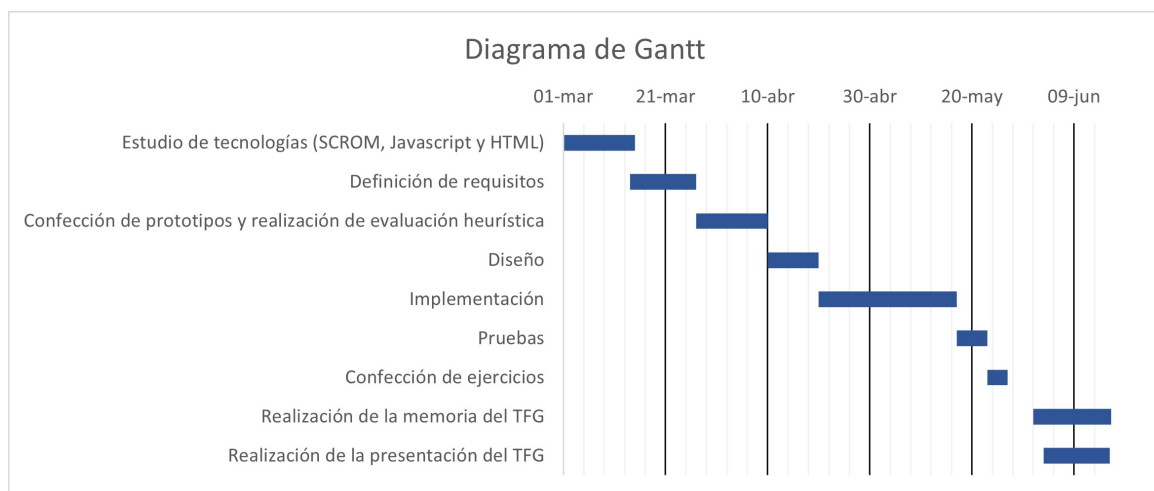 Diagrama de Gantt
01-mar 21-mar 10-abr 30-abr 20-may 09-jun
Estudio de tecnologías (SCROM, Javascript y HTML)
Definición de requisitos
Confección de prototipos y realización de evaluación heurística
Diseño
Implementación
Pruebas
Confección de ejercicios
Realización de la memoria del TFG
Realización de la presentación del TFG